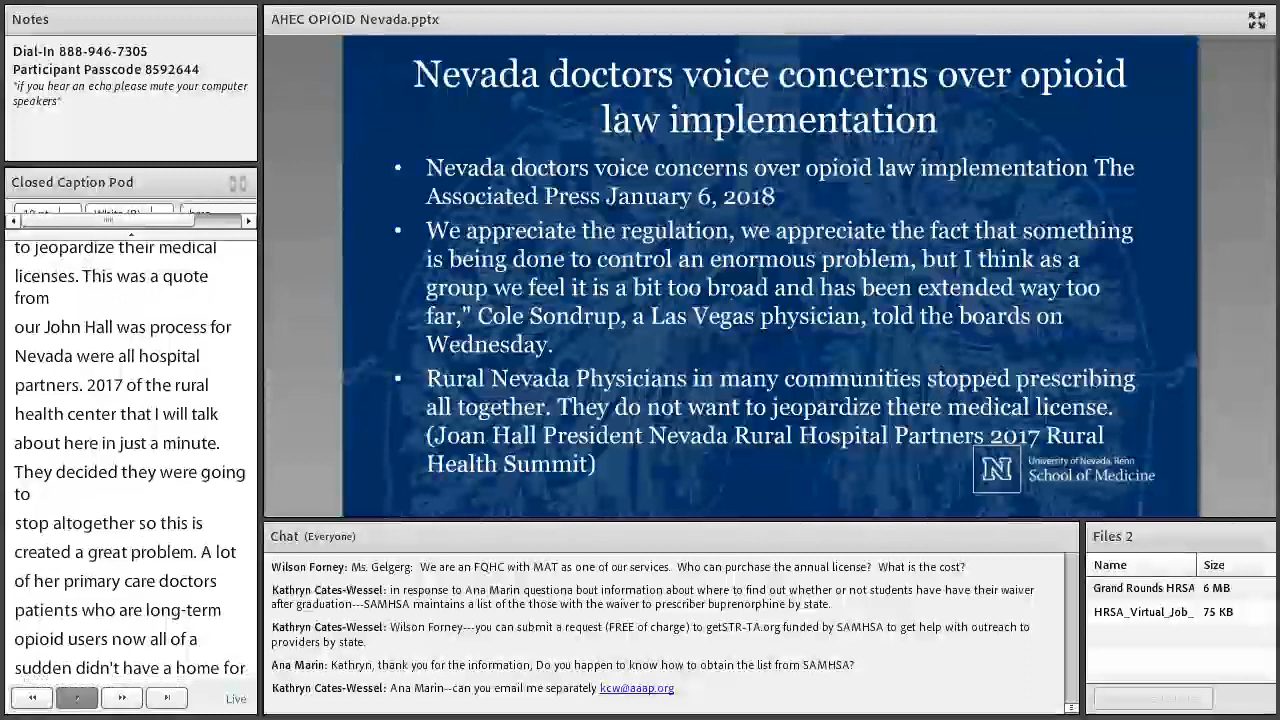 Notes
Dial-In 888-946-7305
Participant Passcode 8592644
*if you hear an echo please mute your computer
speakers*
Closed Caption Pod
to jeopardize their medical
licenses. This was a quote
from
our John Hall was process for
Nevada were all hospital
partners. 2017 of the rural
health center that I will talk
about here in just a minute.
They decided they were going
to
stop altogether so this is
created a great problem. A lot
of her primary care doctors
patients who are long-term
opioid users now all of a
sudden didn't have a home for
Live
AHEC OPIOID Nevada.pptx
Nevada doctors voice concerns over opioid
law implementation
• Nevada doctors voice concerns over opioid law implementation The
Associated Press January 6, 2018
• We appreciate the regulation, we appreciate the fact that something
is being done to control an enormous problem, but I think as a
group we feel it is a bit too broad and has been extended way too
far," Cole Sondrup, a Las Vegas physician, told the boards on
Wednesday.
• Rural Nevada Physicians in many communities stopped prescribing
all together. They do not want to jeopardize there medical license.
(Joan Hall President Nevada Rural Hospital Partners 2017 Rural
Health Summit)
N
University of Nevada, Reno
School of Medicine
Chat (Everyone)
Wilson Forney: Ms. Gelgerg: We are an FQHC with MAT as one of our services. Who can purchase the annual license? What is the cost?
Kathryn Cates-Wessel: in response to Ana Marin questiona bout information about where to find out whether or not students have have their waiver
after graduation---SAMHSA maintains a list of the those with the waiver to prescriber buprenorphine by state.
Kathryn Cates-Wessel: Wilson Forney---you can submit a request (FREE of charge) to getSTR-TA.org funded by SAMHSA to get help with outreach to
providers by state.
Ana Marin: Kathryn, thank you for the information, Do you happen to know how to obtain the list from SAMHSA?
Kathryn Cates-Wessel: Ana Marin--can you email me separately kcw@aaap.org
Files 2
Name Size
Grand Rounds HRSA 6 MB
HRSA_Virtual_Job_ 75 KB